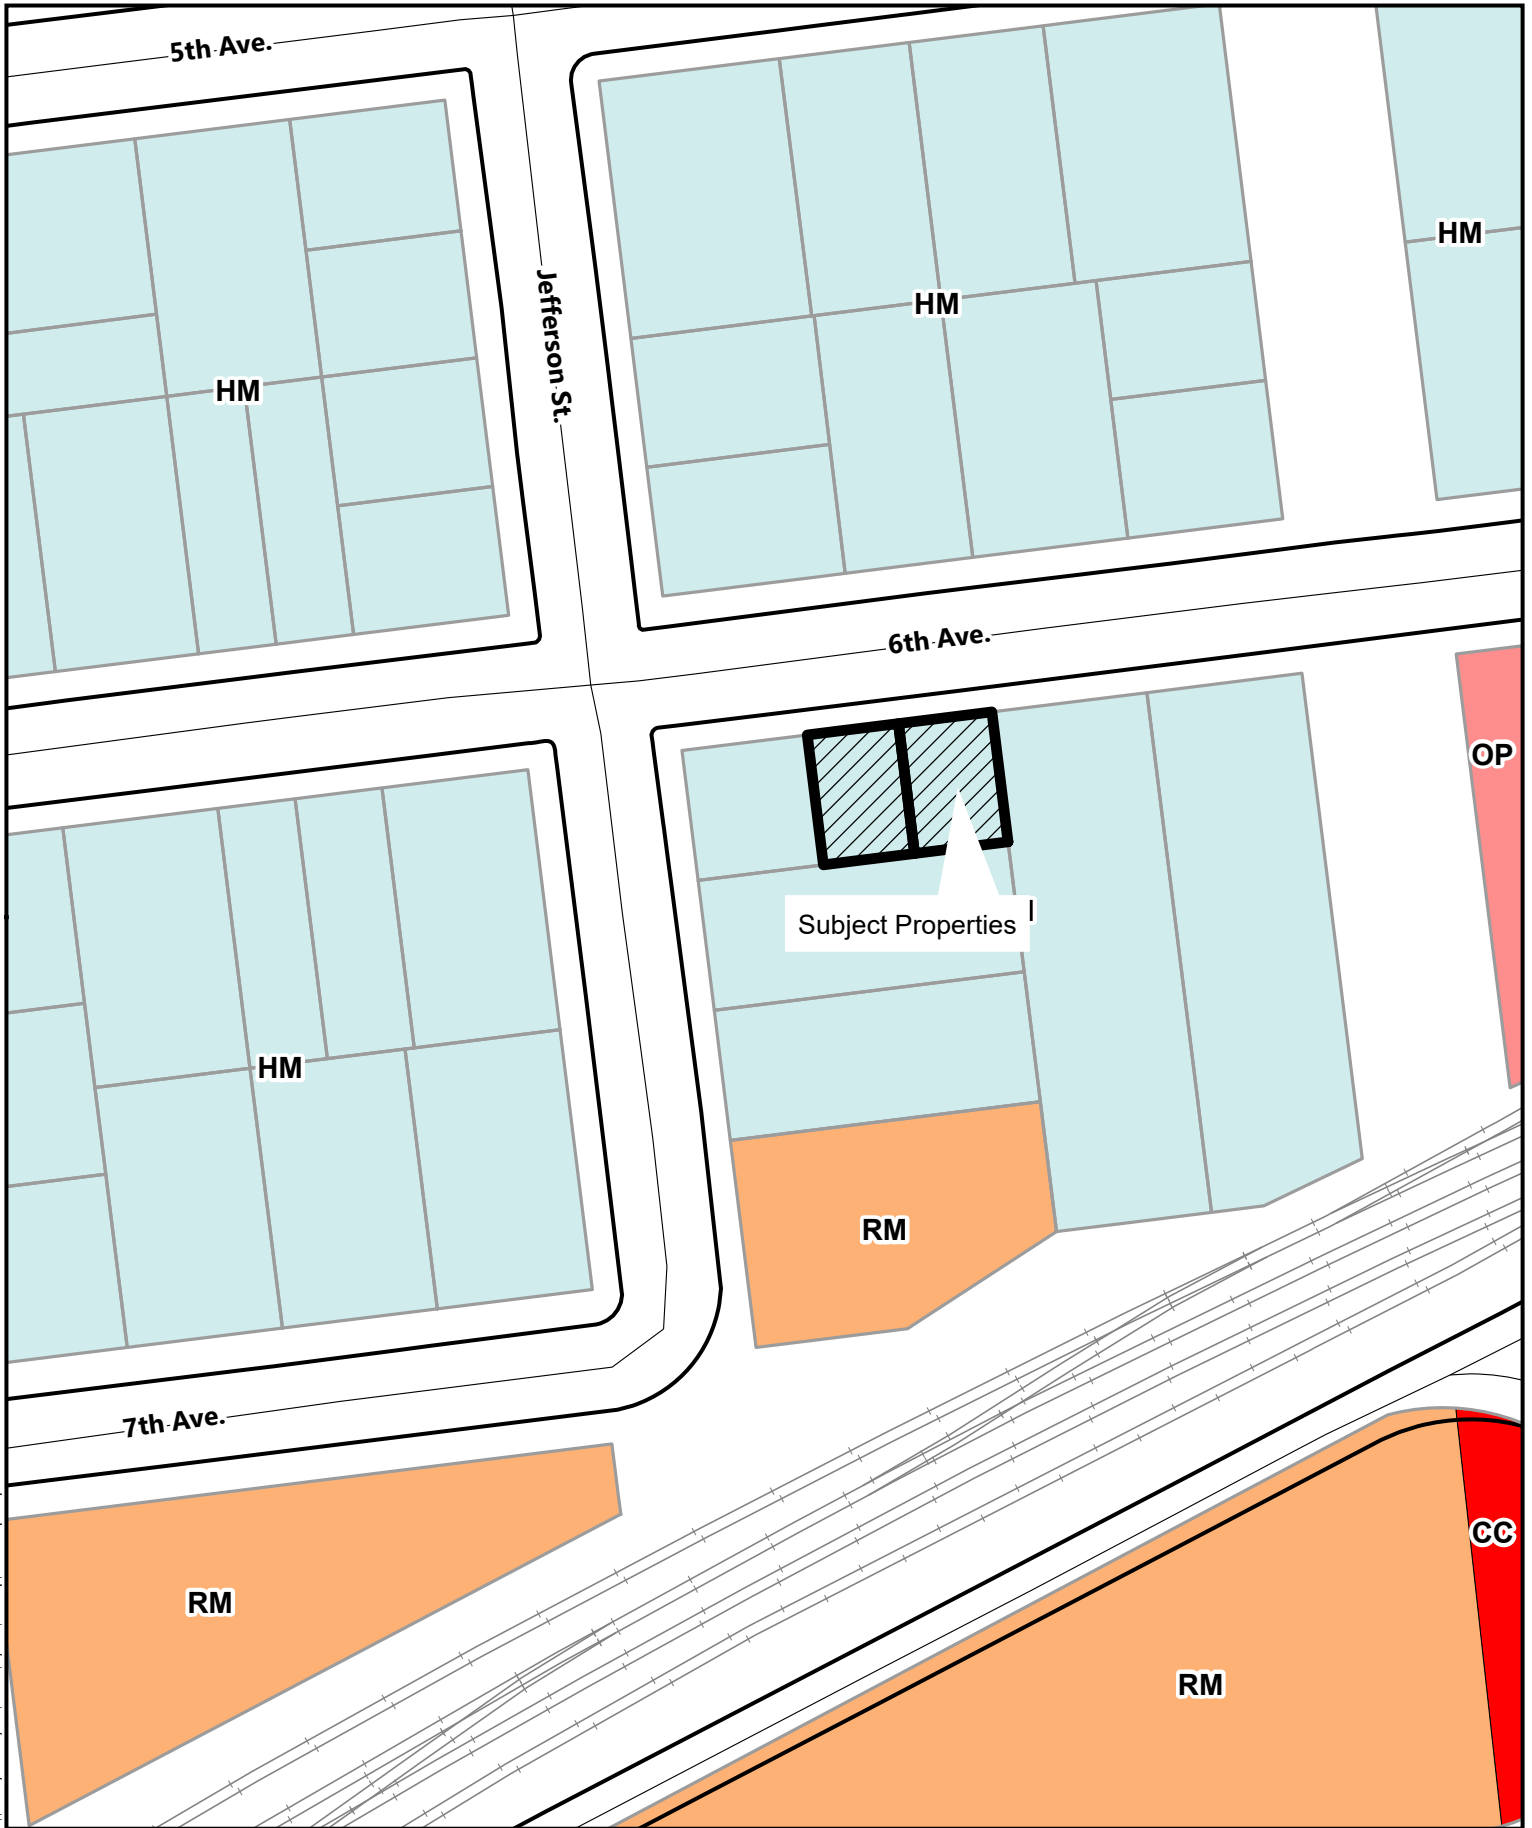 5th Ave.
HM
Jefferson St.
HM
HM
6th Ave.
OP
Subject Properties
HM
RM
7th Ave.
CC
RM
RM